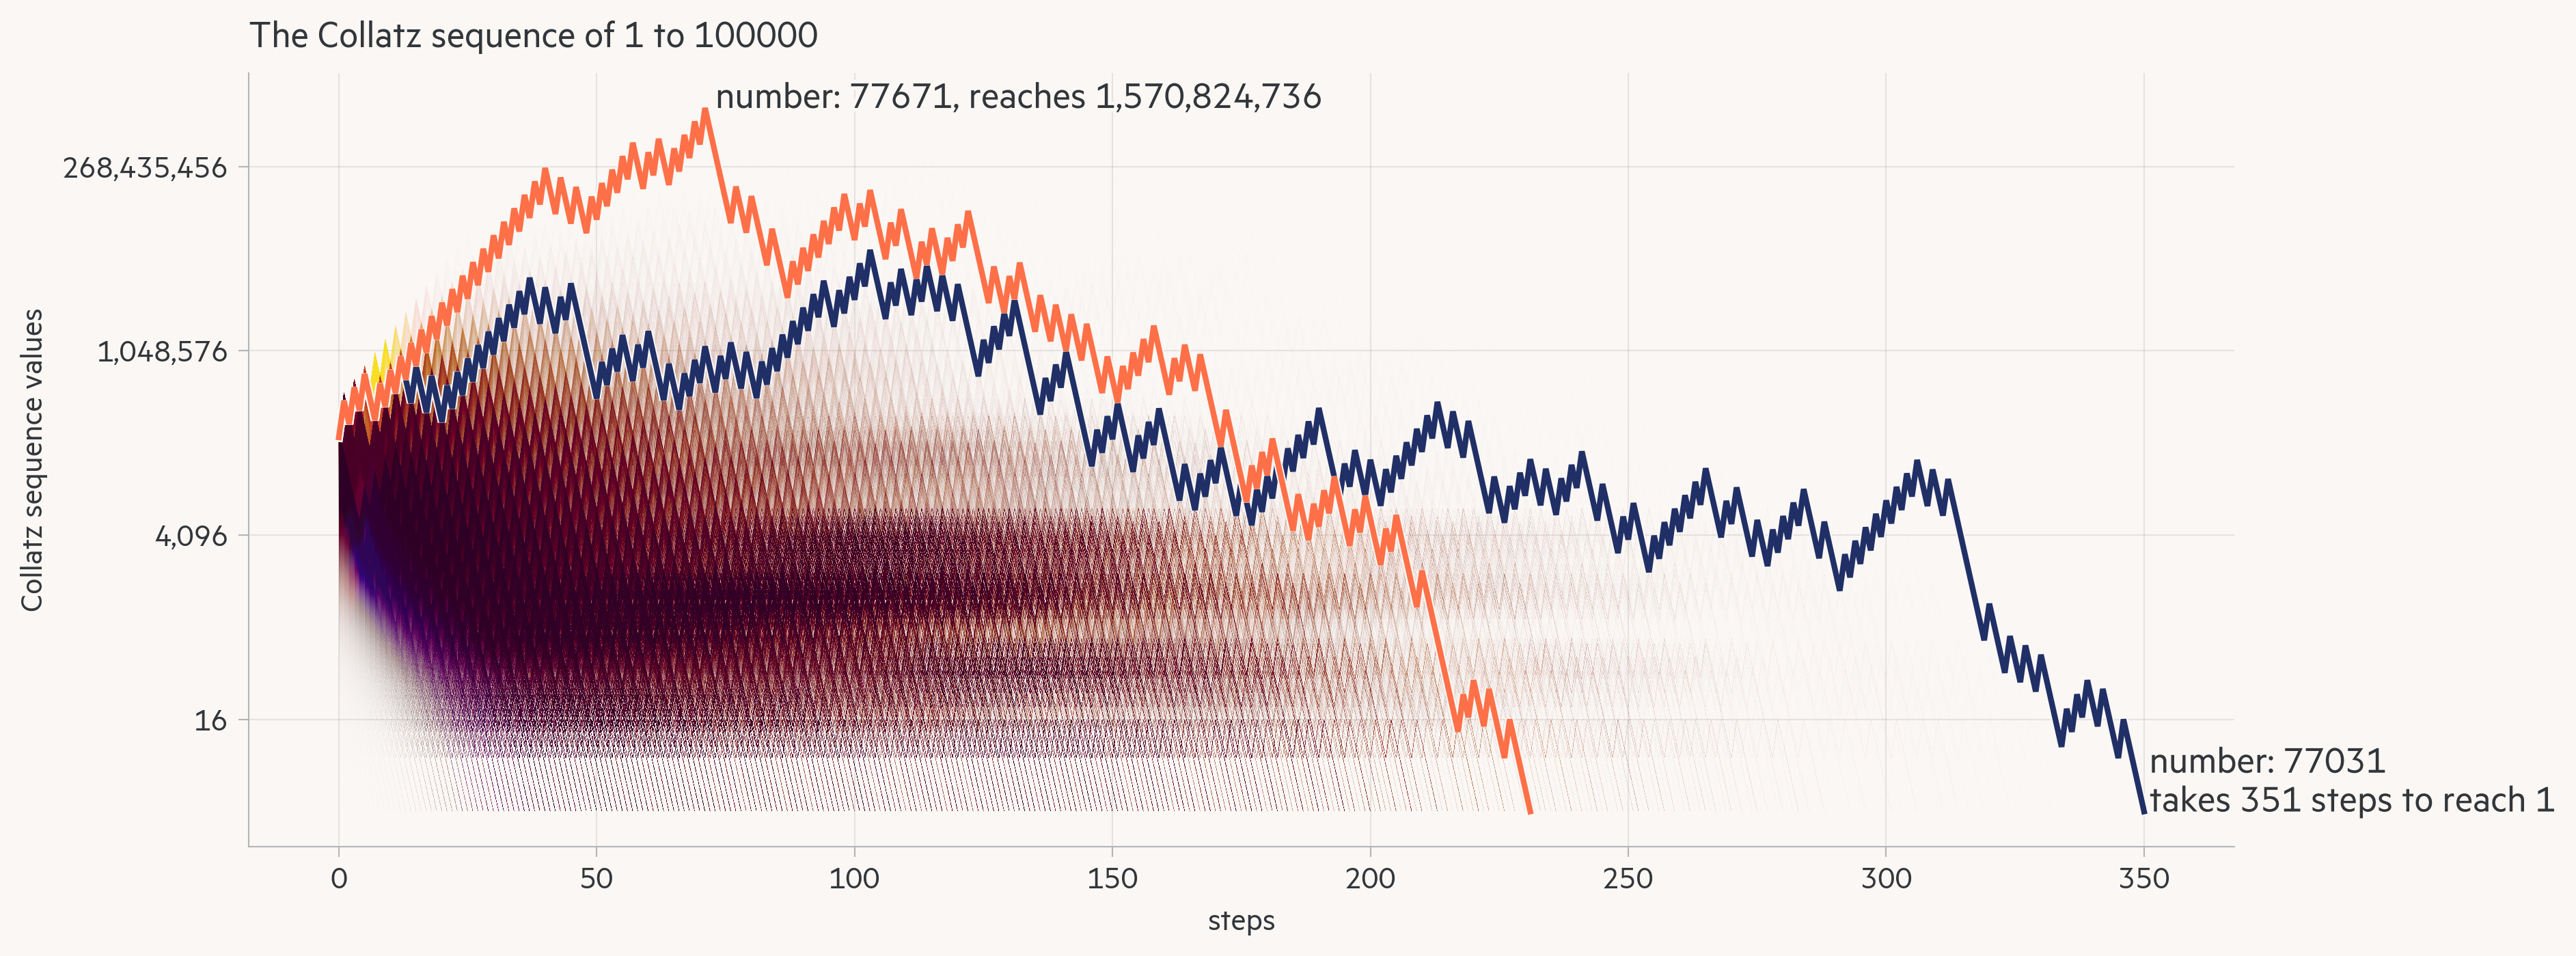 The Collatz sequence of 1 to 100000
number: 77671, reaches 1,570,824,736
268,435,456
1,048,576
4,096
16
Collatz sequence values
number: 77031
takes 351 steps to reach 1
0 50 100 150 200 250 300 350
steps